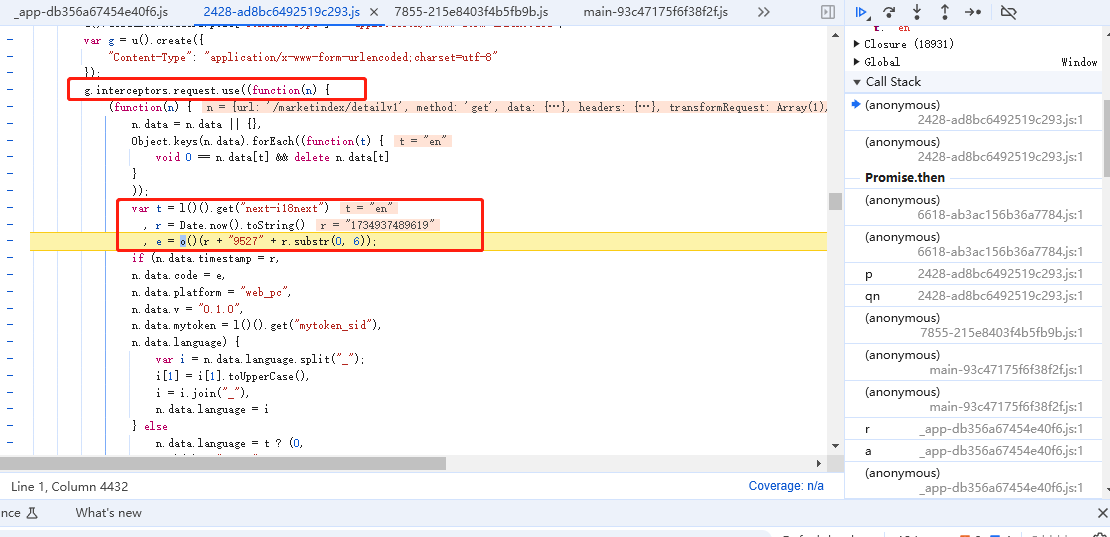 _app-db356a67454e40f6.js
2428-ad8bc6492519c293.js
7855-215e8403f4b5fb9b.js
main-93c47175f6f38f2f.js
var g = u().create({
"Content-Type": "application/x-www-form-urlencoded;charset=utf-8"
});
g.interceptors.request.use((function(n) {
(function(n) { n = {url: '/marketindex/detailv1', method: 'get', data: {…}, headers: {…}, transformRequest: Array(1),
n.data = n.data || {},
Object.keys(n.data).forEach((function(t) { t = "en"
void 0 == n.data[t] && delete n.data[t]
}
));
var t = l()().get("next-i18next") t = "en"
, r = Date.now().toString() r = "1734937489619"
, e = o()(r + "9527" + r.substr(0, 6));
if (n.data.timestamp = r,
n.data.code = e,
n.data.platform = "web_pc",
n.data.v = "0.1.0",
n.data.mytoken = l()().get("mytoken_sid"),
n.data.language) {
var i = n.data.language.split("_");
i[1] = i[1].toUpperCase(),
i = i.join("_"),
n.data.language = i
} else
n.data.language = t ? (0,
Line 1, Column 4432
Coverage: n/a
What's new
Closure (18931)
Global Window
Call Stack
(anonymous)
2428-ad8bc6492519c293.js:1
(anonymous)
2428-ad8bc6492519c293.js:1
Promise.then
(anonymous)
6618-ab3ac156b36a7764.js:1
(anonymous)
6618-ab3ac156b36a7764.js:1
p 2428-ad8bc6492519c293.js:1
qn 2428-ad8bc6492519c293.js:1
(anonymous)
7855-215e8403f4b5fb9b.js:1
(anonymous)
main-93c47175f6f38f2f.js:1
(anonymous)
main-93c47175f6f38f2f.js:1
r _app-db356a67454e40f6.js:1
a _app-db356a67454e40f6.js:1
(anonymous)
_app-db356a67454e40f6.js:1